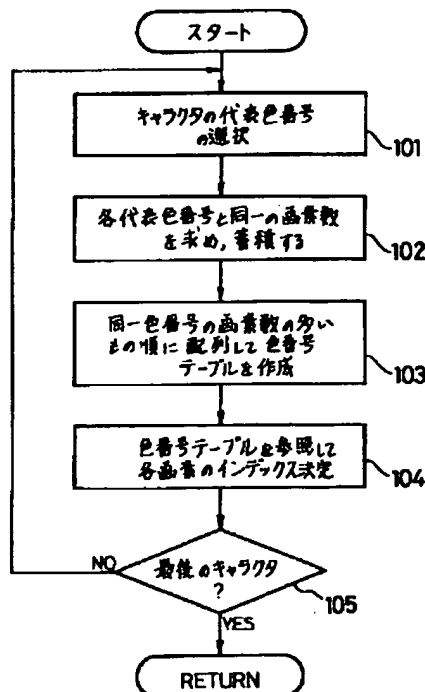 スタート
キャラクタの代表色番号
の選択
101
各代表色番号と同一の画素数
を求め,蓄積する
102
同一色番号の画素数の多い
もの順に配列して色番号
テーブルを作成
103
色番号テーブルを参照して
各画素のインデックス決定
104
NO
最後のキャラクタ
?
105
YES
RETURN